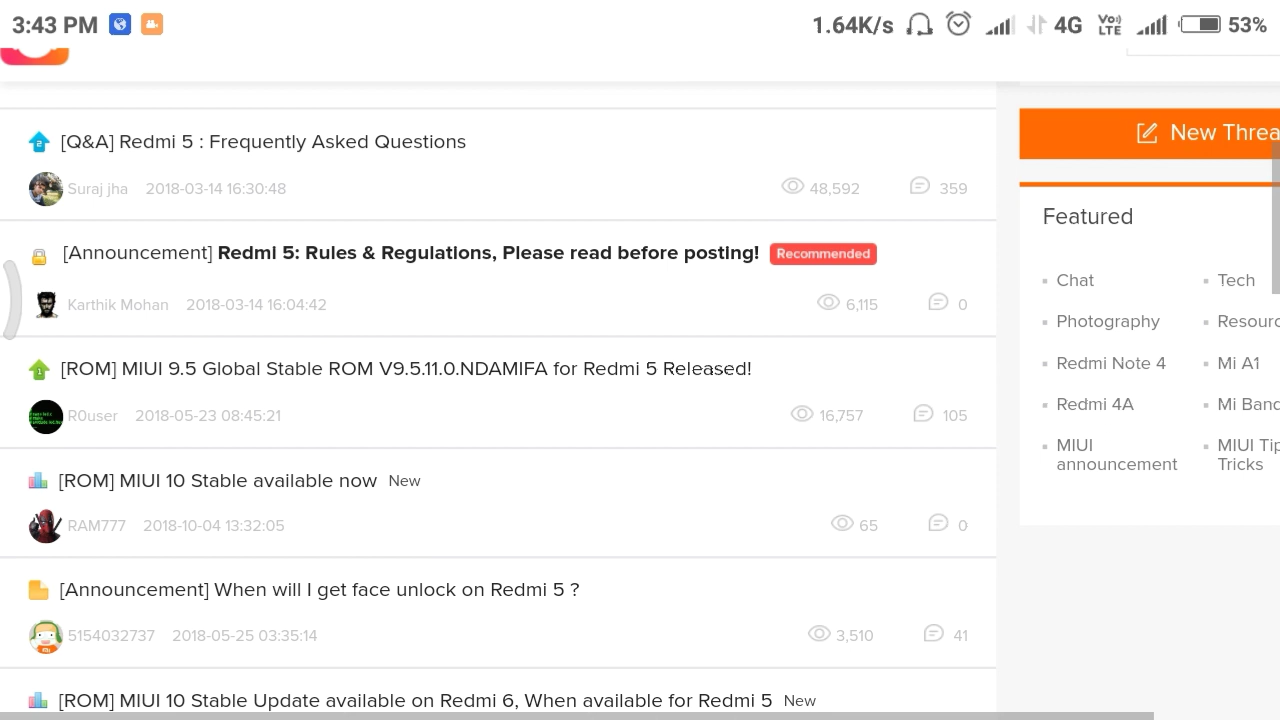 3:43 PM 1.64K/s 4G Vo)) LTE 53%
[Q&A] Redmi 5 : Frequently Asked Questions
Suraj jha 2018-03-14 16:30:48 48,592 359
[Announcement] Redmi 5: Rules & Regulations, Please read before posting! Recommended
Karthik Mohan 2018-03-14 16:04:42 6,115 0
[ROM] MIUI 9.5 Global Stable ROM V9.5.11.0.NDAMIFA for Redmi 5 Released!
R0user 2018-05-23 08:45:21 16,757 105
[ROM] MIUI 10 Stable available now New
RAM777 2018-10-04 13:32:05 65 0
[Announcement] When will I get face unlock on Redmi 5 ?
5154032737 2018-05-25 03:35:14 3,510 41
[ROM] MIUI 10 Stable Update available on Redmi 6, When available for Redmi 5 New
New Threa
Featured
Chat Tech
Photography Resourc
Redmi Note 4 Mi A1
Redmi 4A Mi Band
MIUI MIUI Tip
announcement Tricks